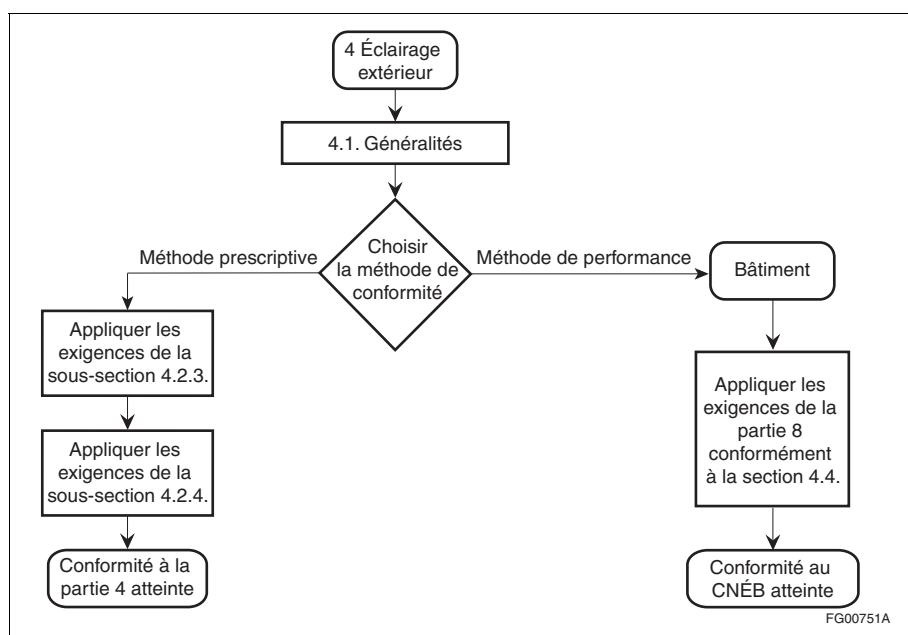 4 Éclairage
extérieur
4.1. Généralités
Choisir
la méthode de
conformité
Méthode prescriptive
Méthode de performance
Appliquer les
exigences de la
sous-section 4.2.3.
Appliquer les
exigences de la
sous-section 4.2.4.
Conformité à la
partie 4 atteinte
Bâtiment
Appliquer les
exigences de la
partie 8
conformément
à la section 4.4.
Conformité au
CNÉB atteinte
FG00751A